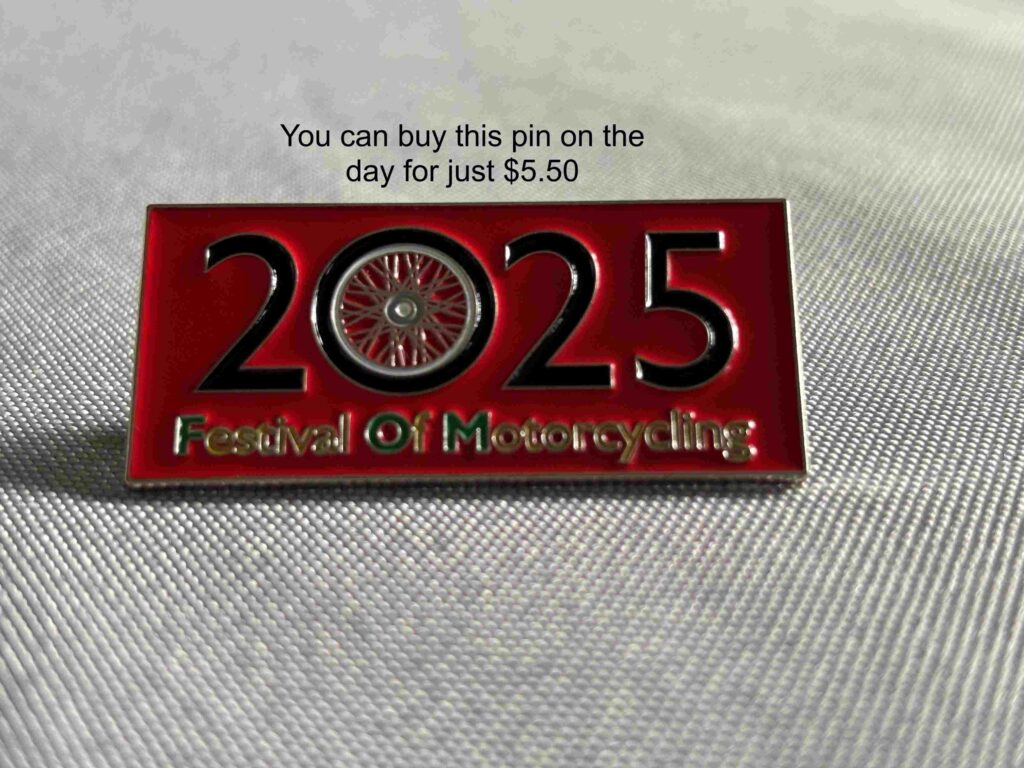 You can buy this pin on the
day for just $5.50
2025
Festival Of Motorcycling